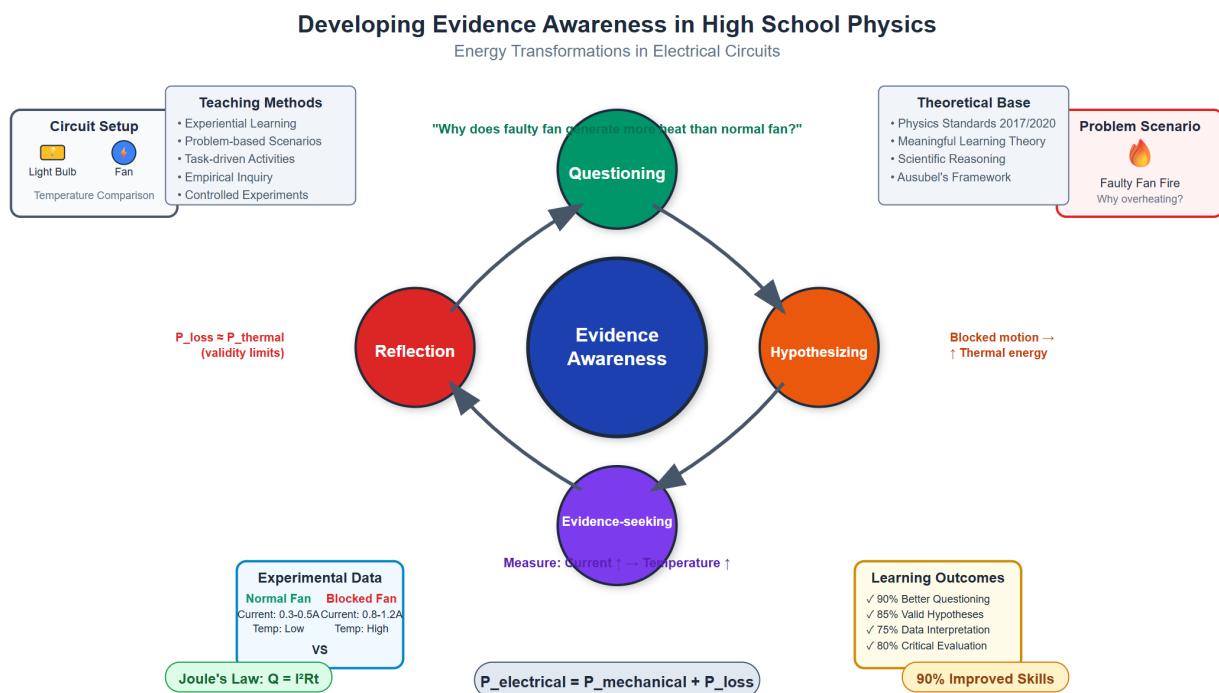 Developing Evidence Awareness in High School Physics
Energy Transformations in Electrical Circuits
Circuit Setup
Light Bulb
Fan
Temperature Comparison
Teaching Methods
• Experiential Learning
• Problem-based Scenarios
• Task-driven Activities
• Empirical Inquiry
• Controlled Experiments
"Why does faulty fan generate more heat than normal fan?"
Questioning
Theoretical Base
• Physics Standards 2017/2020
• Meaningful Learning Theory
• Scientific Reasoning
• Ausubel's Framework
Problem Scenario
Faulty Fan Fire
Why overheating?
P_loss ≈ P_thermal
(validity limits)
Reflection
Evidence
Awareness
Hypothesizing
Blocked motion →
↑ Thermal energy
Evidence-seeking
Measure: Current ↑ → Temperature ↑
Experimental Data
Normal Fan
Current: 0.3-0.5A
Temp: Low
Blocked Fan
Current: 0.8-1.2A
Temp: High
VS
Joule's Law: Q = I²Rt
P_electrical = P_mechanical + P_loss
Learning Outcomes
✓ 90% Better Questioning
✓ 85% Valid Hypotheses
✓ 75% Data Interpretation
✓ 80% Critical Evaluation
90% Improved Skills